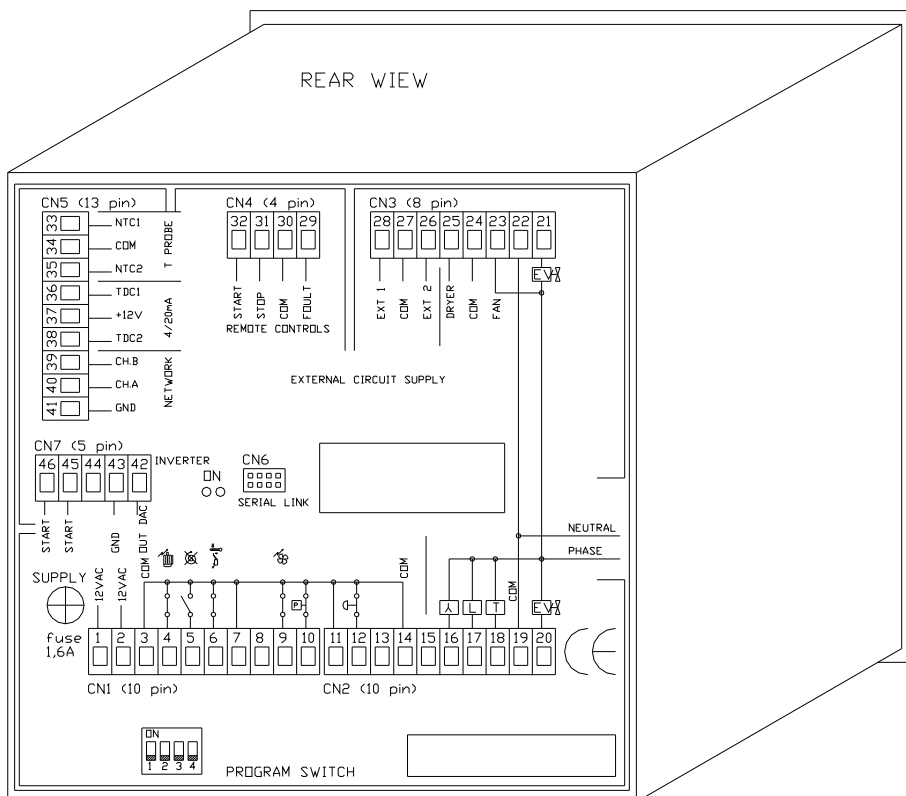 REAR VIEW
CN5 (13 pin)
33 NTC1
34 COM
35 NTC2
T PROBE
36 TDC1
37 +12V
38 TDC2
4/20mA
39 CH.B
40 CH.A
41 GND
NETWORK
CN4 (4 pin)
32 31 30 29
START STOP COM FOULT
REMOTE CONTROLS
CN3 (8 pin)
28 27 26 25 24 23 22 21
EXT 1 COM EXT 2 DRYER COM FAN
EV
EXTERNAL CIRCUIT SUPPLY
CN7 (5 pin)
46 45 44 43 42
INVERTER
START START GND COM OUT DAC
ON
CN6
SERIAL LINK
NEUTRAL
PHASE
SUPPLY
12VAC 12VAC
COM
COM
P
L T
EV
fuse
1,6A
1 2 3 4 5 6 7 8 9 10 11 12 13 14 15 16 17 18 19 20
CN1 (10 pin)
CN2 (10 pin)
CE
ON
1 2 3 4
PROGRAM SWITCH